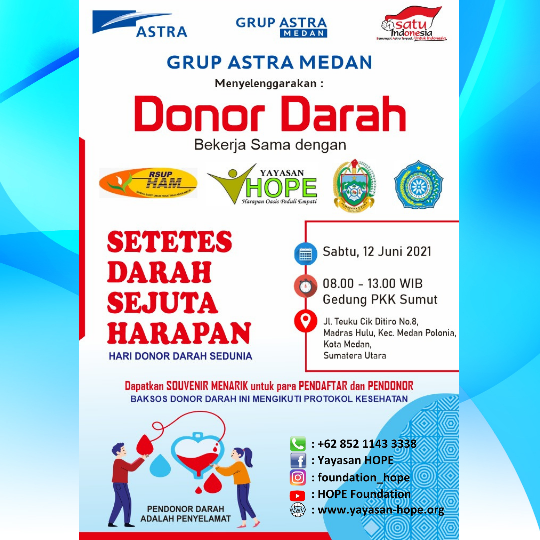 ASTRA
GRUP ASTRA
MEDAN
satu
Indonesia
GRUP ASTRA MEDAN
Menyelenggarakan :
Donor Darah
Bekerja Sama dengan
RSUP
HAM
YAYASAN
HOPE
Harapan Oasis Peduli Empati
SETETES
DARAH
SEJUTA
HARAPAN
HARI DONOR DARAH SEDUNIA
Sabtu, 12 Juni 2021
08.00 - 13.00 WIB
Gedung PKK Sumut
Jl. Teuku Cik Ditiro No.8,
Madras Hulu, Kec. Medan Polonia,
Kota Medan,
Sumatera Utara
Dapatkan SOUVENIR MENARIK untuk para PENDAFTAR dan PENDONOR
BAKSOS DONOR DARAH INI MENGIKUTI PROTOKOL KESEHATAN
PENDONOR DARAH
ADALAH PENYELAMAT
: +62 852 1143 3338
: Yayasan HOPE
: foundation_hope
: HOPE Foundation
: www.yayasan-hope.org